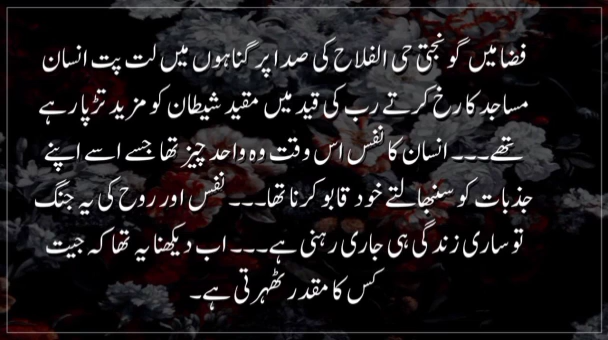 فضا میں گونجتی حی الفلاح کی صدا پر گناہوں میں لت پت انسان
مساجد کا رخ کرتے رب کی قید میں مقید شیطان کو مزید تڑپا رہے
تھے۔۔۔ انسان کا نفس اس وقت وہ واحد چیز تھا جسے اسے اپنے
جذبات کو سنبھالتے خود قابو کرنا تھا۔۔۔ نفس اور روح کی یہ جنگ
تو ساری زندگی ہی جاری رہنی ہے۔۔۔ اب دیکھنا یہ تھا کہ جیت
کس کا مقدر ٹھہرتی ہے۔